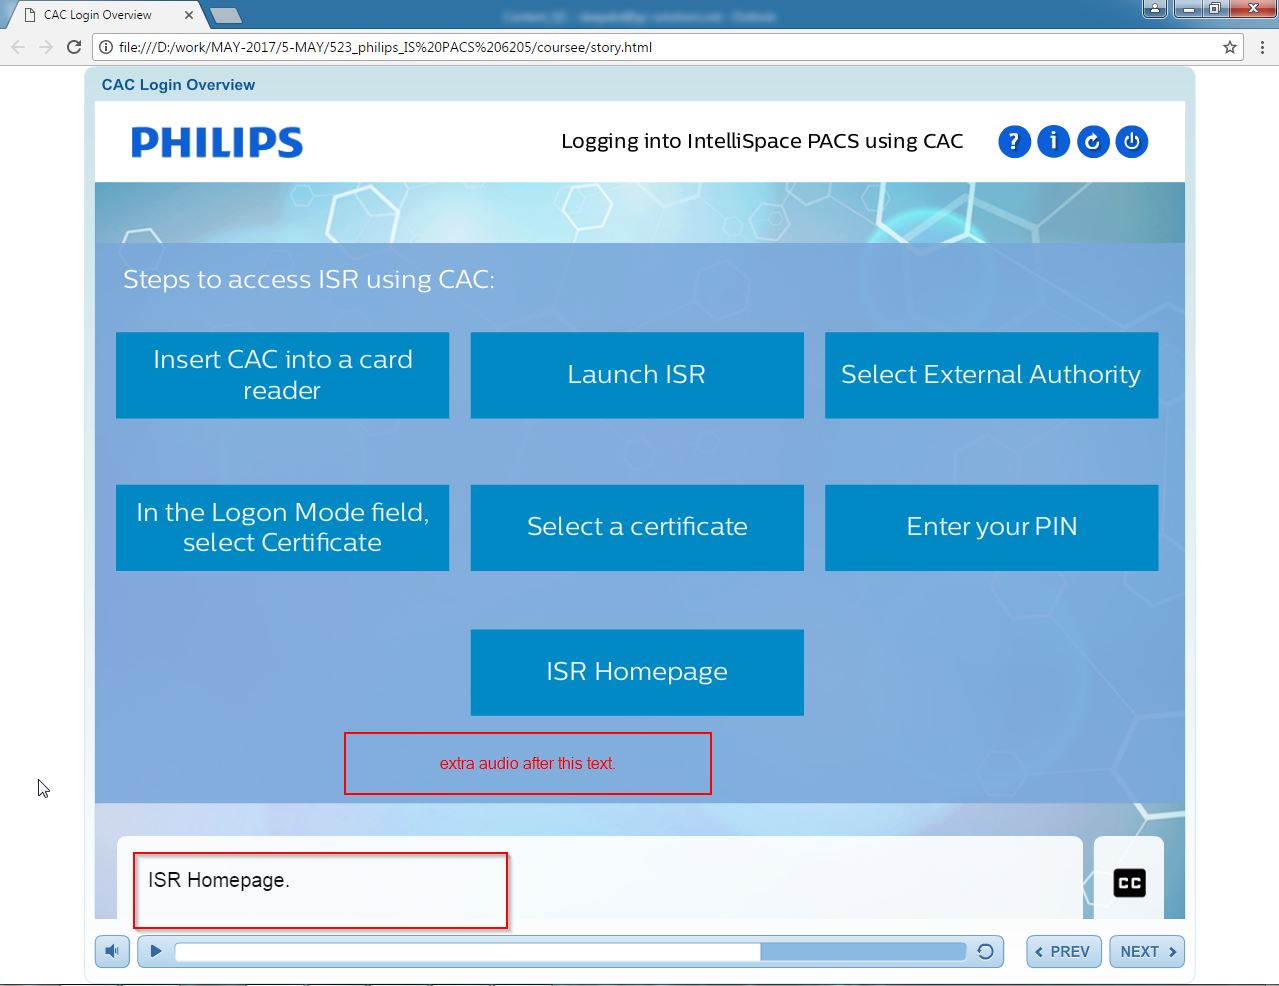 CAC Login Overview
file:///D:/work/MAY-2017/5-MAY/523_philips_IS%20PACS%206205/coursee/story.html
CAC Login Overview
PHILIPS
Logging into IntelliSpace PACS using CAC
? i
Steps to access ISR using CAC:
Insert CAC into a card
reader
Launch ISR
Select External Authority
In the Logon Mode field,
select Certificate
Select a certificate
Enter your PIN
ISR Homepage
extra audio after this text.
ISR Homepage.
CC
PREV
NEXT